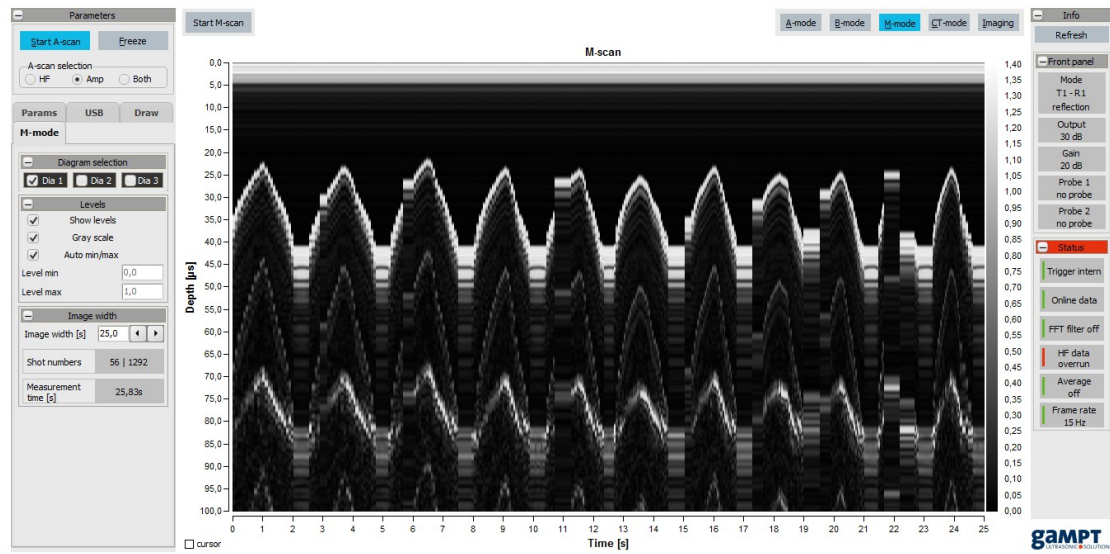 Parameters
Start A-scan
Freeze
A-scan selection
HF
Amp
Both
Params
USB
Draw
M-mode
Diagram selection
Dia 1
Dia 2
Dia 3
Levels
Show levels
Gray scale
Auto min/max
Level min
0,0
Level max
1,0
Image width
Image width [s]
25,0
Shot numbers
56 | 1292
Measurement
time [s]
25,83s
Start M-scan
A-mode
B-mode
M-mode
CT-mode
Imaging
M-scan
Depth [µs]
0,0
5,0
10,0
15,0
20,0
25,0
30,0
35,0
40,0
45,0
50,0
55,0
60,0
65,0
70,0
75,0
80,0
85,0
90,0
95,0
100,0
0
1
2
3
4
5
6
7
8
9
10
11
12
13
14
15
16
17
18
19
20
21
22
23
24
25
Time [s]
cursor
1,40
1,35
1,30
1,25
1,20
1,15
1,10
1,05
1,00
0,95
0,90
0,85
0,80
0,75
0,70
0,65
0,60
0,55
0,50
0,45
0,40
0,35
0,30
0,25
0,20
0,15
0,10
0,05
0,00
Info
Refresh
Front panel
Mode
T1 - R1
reflection
Output
30 dB
Gain
20 dB
Probe 1
no probe
Probe 2
no probe
Status
Trigger intern
Online data
FFT filter off
HF data
overrun
Average
off
Frame rate
15 Hz
GAMPT
ULTRASONIC SOLUTION